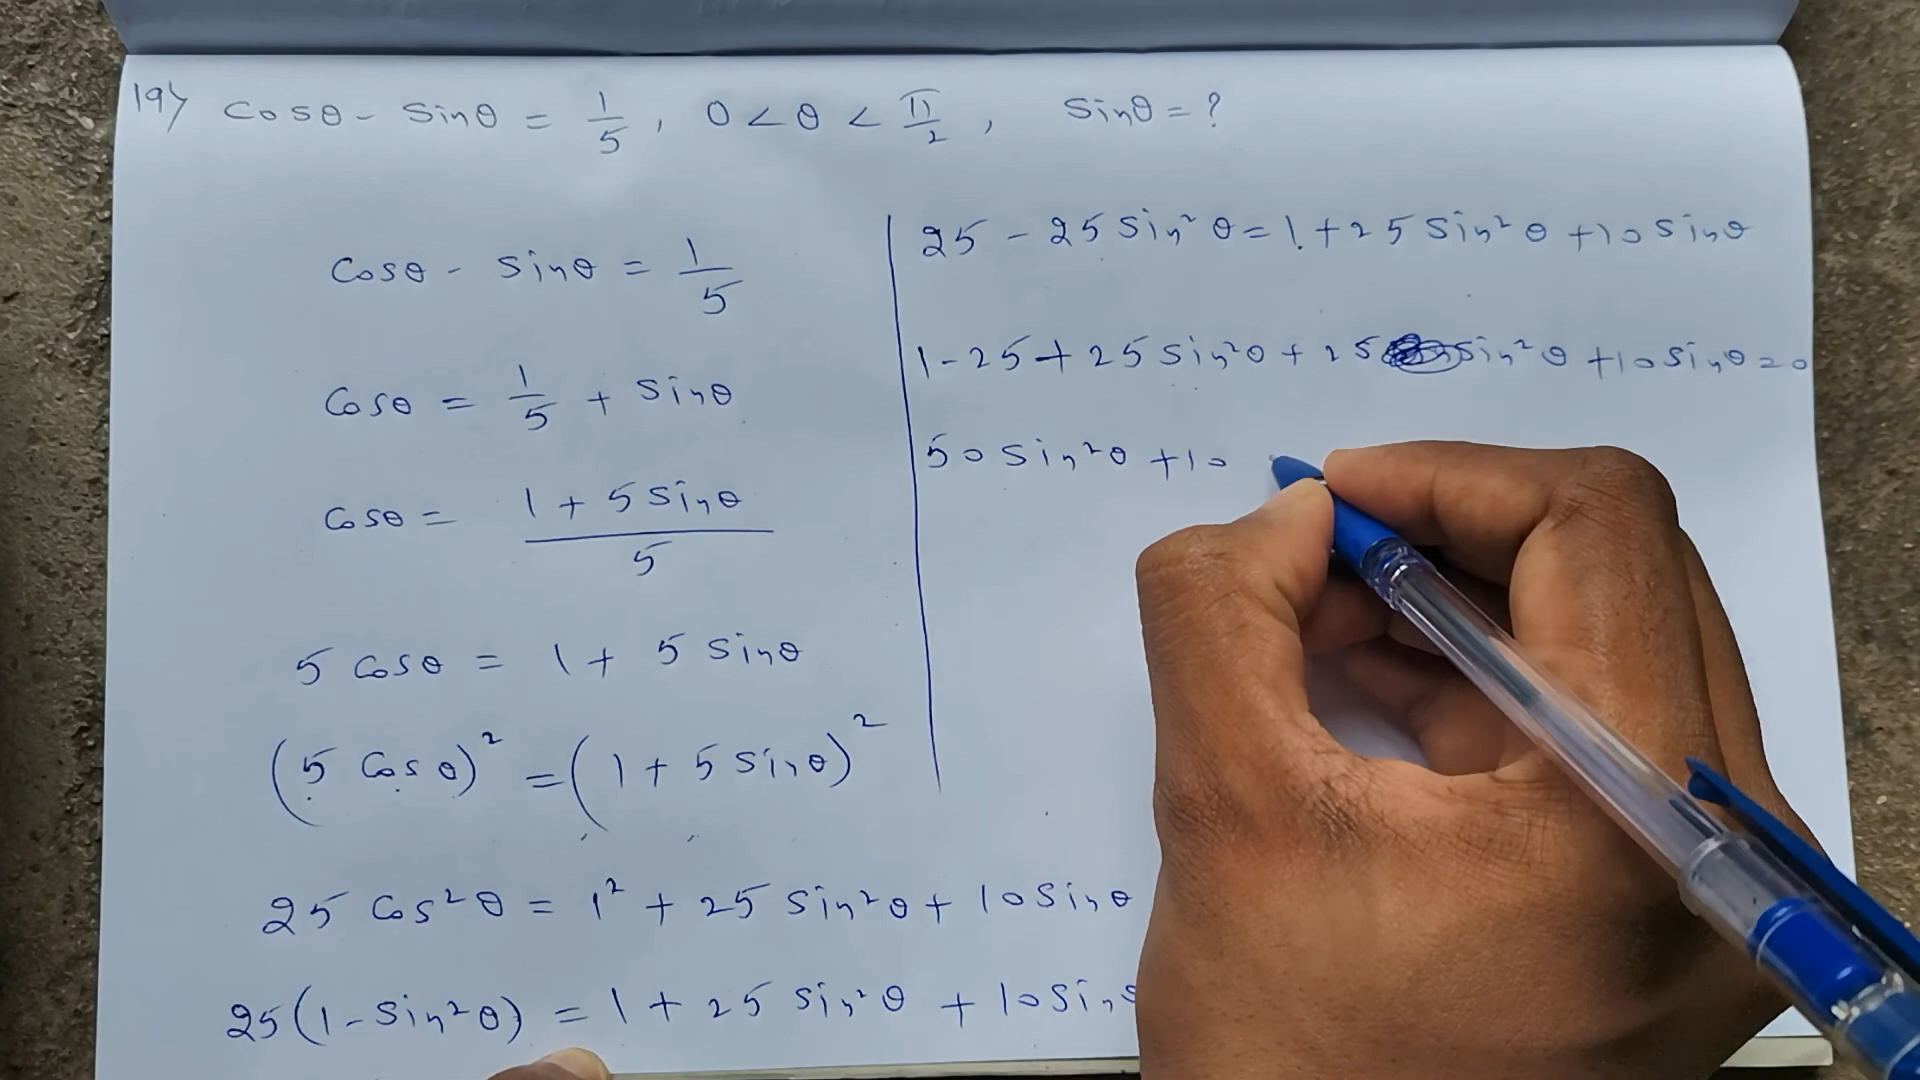 19) Cosθ - Sinθ = 1/5, 0 < θ < π/2, Sinθ = ?
Cosθ - Sinθ = 1/5
Cosθ = 1/5 + Sinθ
Cosθ = (1 + 5 Sinθ)/5
5 Cosθ = 1 + 5 Sinθ
(5 Cosθ)² = (1 + 5 Sinθ)²
25 Cos²θ = 1² + 25 Sin²θ + 10 Sinθ
25(1 - Sin²θ) = 1 + 25 Sin²θ + 10 Sin
25 - 25 Sin²θ = 1 + 25 Sin²θ + 10 Sinθ
1 - 25 + 25 Sin²θ + 25 Sin²θ + 10 Sinθ = 0
50 Sin²θ + 10